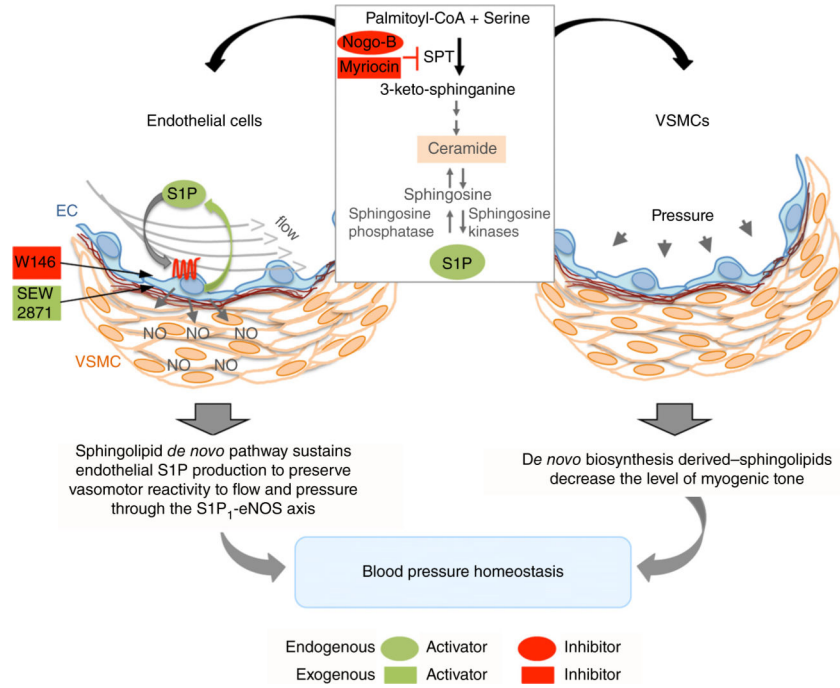 Palmitoyl-CoA + Serine
Nogo-B
Myriocin
SPT
3-keto-sphinganine
Ceramide
Sphingosine
Sphingosine
phosphatase
Sphingosine
kinases
S1P
Endothelial cells
S1P
EC
flow
W146
SEW
2871
NO NO NO
NO NO
VSMC
VSMCs
Pressure
Sphingolipid de novo pathway sustains
endothelial S1P production to preserve
vasomotor reactivity to flow and pressure
through the S1P₁-eNOS axis
De novo biosynthesis derived–sphingolipids
decrease the level of myogenic tone
Blood pressure homeostasis
Endogenous Activator Inhibitor
Exogenous Activator Inhibitor